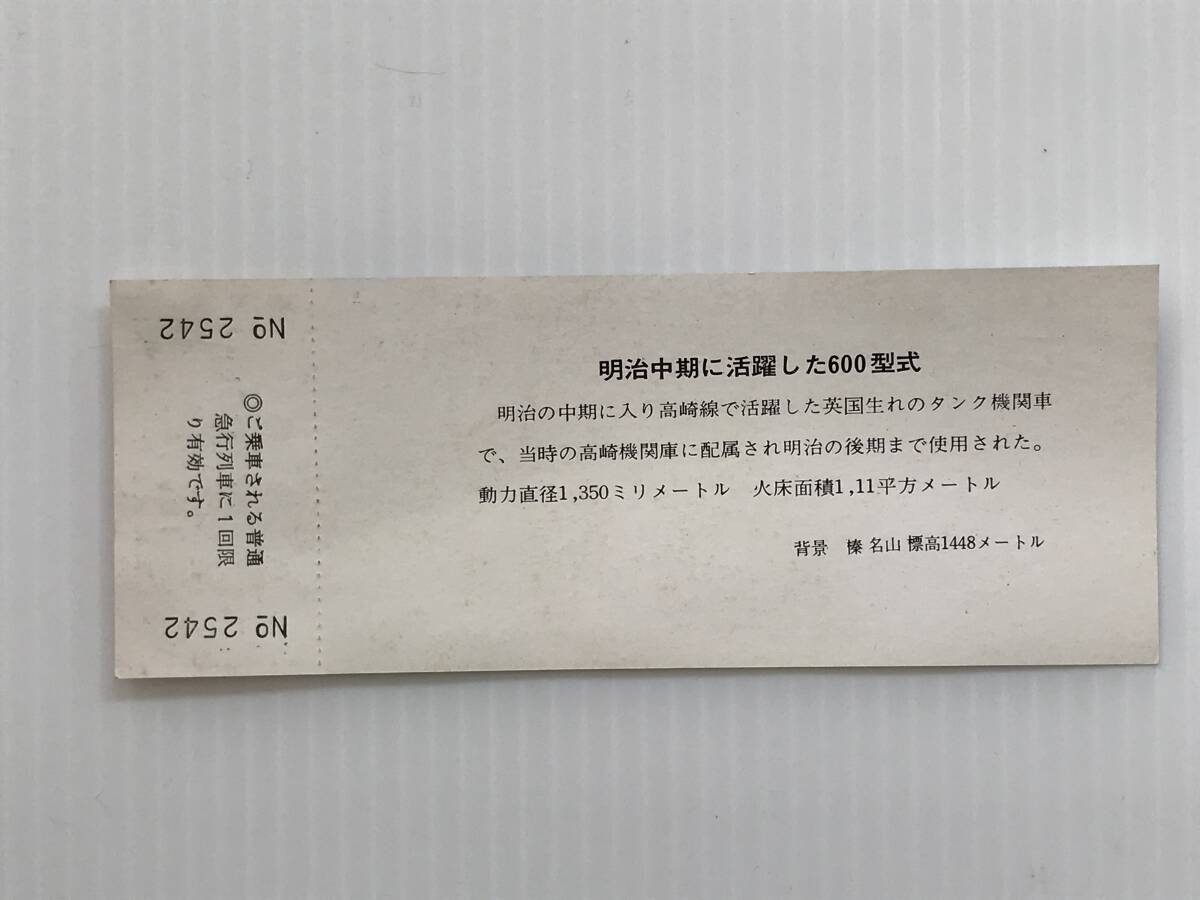 № 2542
◎ご乗車される普通
急行列車に1回限
り有効です。
№ 2542
明治中期に活躍した600型式
明治の中期に入り高崎線で活躍した英国生れのタンク機関車
で、当時の高崎機関庫に配属され明治の後期まで使用された。
動力直径1,350ミリメートル　火床面積1,11平方メートル
背景　榛名山 標高1448メートル